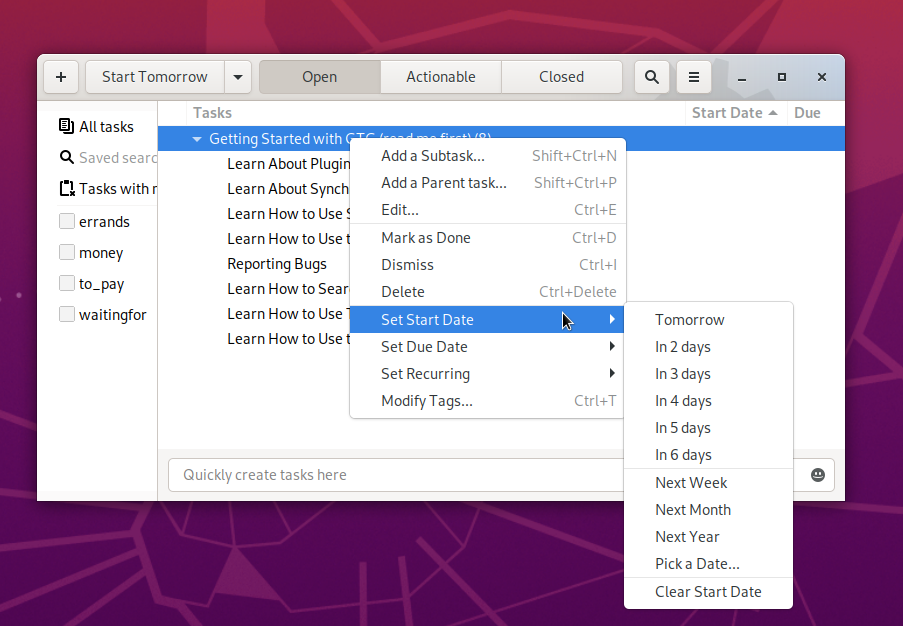 + Start Tomorrow Open Actionable Closed
Tasks Start Date Due
All tasks
Saved searc
Tasks with
errands
money
to_pay
waitingfor
Getting Started with GTG (read me first) (8)
Learn About Plugin
Learn About Synch
Learn How to Use
Learn How to Use t
Reporting Bugs
Learn How to Sear
Learn How to Use
Learn How to Use t
Add a Subtask... Shift+Ctrl+N
Add a Parent task... Shift+Ctrl+P
Edit... Ctrl+E
Mark as Done Ctrl+D
Dismiss Ctrl+I
Delete Ctrl+Delete
Set Start Date
Set Due Date
Set Recurring
Modify Tags... Ctrl+T
Tomorrow
In 2 days
In 3 days
In 4 days
In 5 days
In 6 days
Next Week
Next Month
Next Year
Pick a Date...
Clear Start Date
Quickly create tasks here